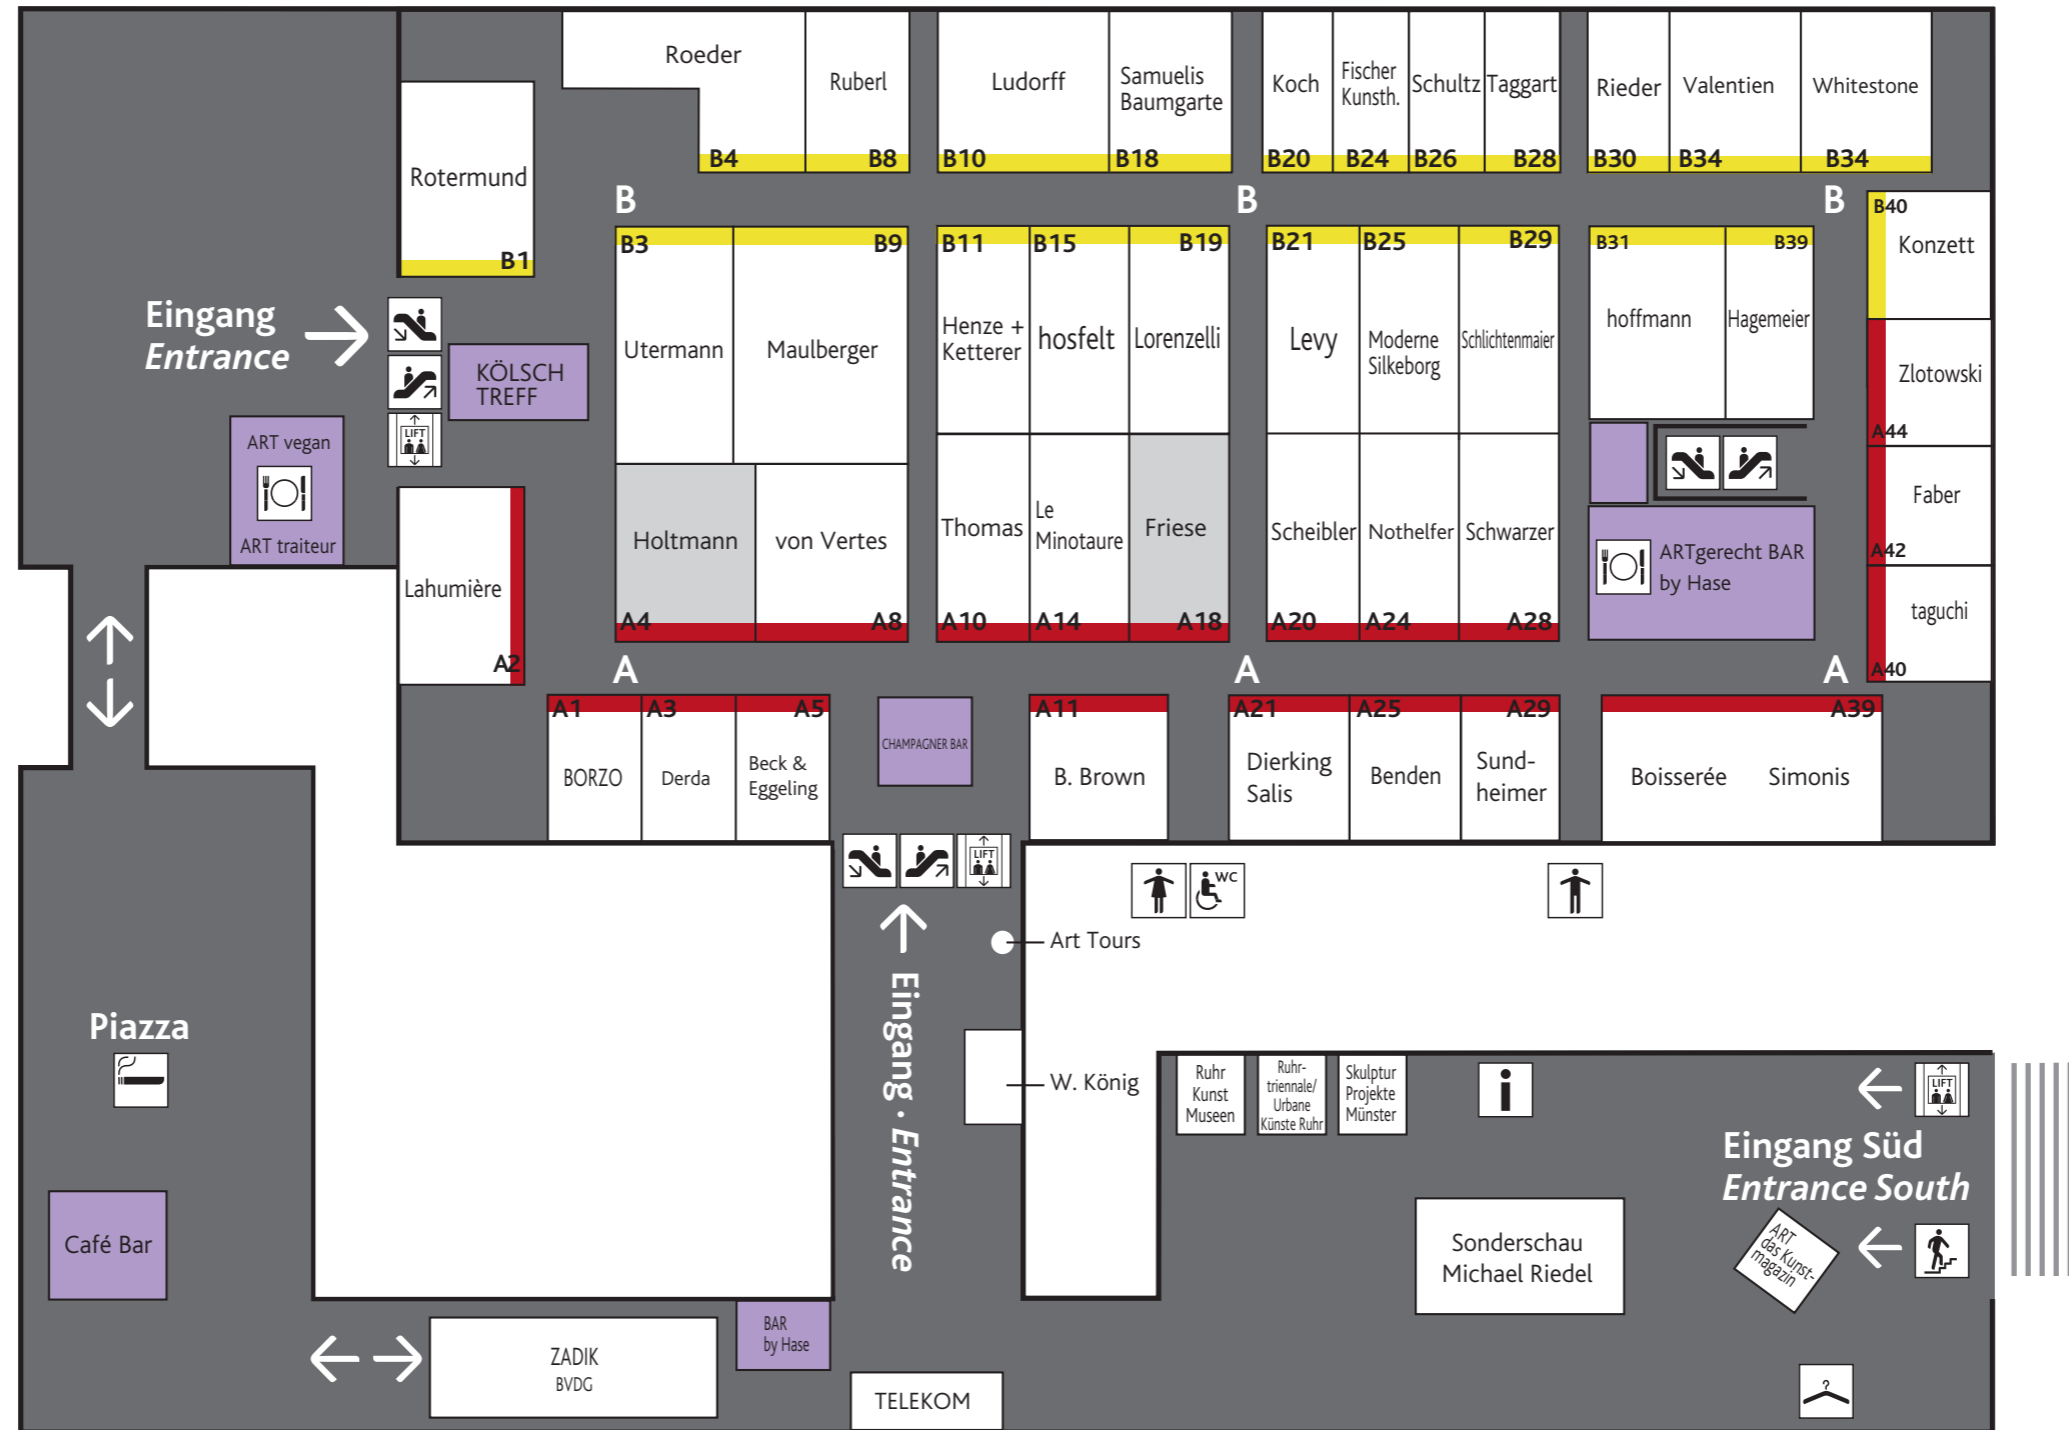 Roeder
B4
Ruberl
B8
Ludorff
B10
Samuelis
Baumgarte
B18
Koch
B20
Fischer
Kunsth.
B24
Schultz
B26
Taggart
B28
Rieder
B30
Valentien
B34
Whitestone
B34
Rotermund
B1
B
B
B
B40
Konzett
Zlotowski
A44
Faber
A42
taguchi
A40
Eingang
Entrance
LIFT
KÖLSCH
TREFF
ART vegan
ART traiteur
B3
Utermann
B9
Maulberger
B11
Henze +
Ketterer
B15
hosfelt
B19
Lorenzelli
B21
Levy
B25
Moderne
Silkeborg
B29
Schlichtenmaier
B31
hoffmann
B39
Hagemeier
Lahumière
A2
Holtmann
A4
von Vertes
A8
Thomas
A10
Le
Minotaure
A14
Friese
A18
Scheibler
A20
Nothelfer
A24
Schwarzer
A28
ARTgerecht BAR
by Hase
A
A
A
A1
BORZO
A3
Derda
A5
Beck &
Eggeling
CHAMPAGNER BAR
A11
B. Brown
A21
Dierking
Salis
A25
Benden
A29
Sund-
heimer
A39
Boisserée
Simonis
LIFT
WC
Art Tours
Eingang · Entrance
W. König
Piazza
Café Bar
Ruhr
Kunst
Museen
Ruhr-
triennale/
Urbane
Künste Ruhr
Skulptur
Projekte
Münster
i
LIFT
Eingang Süd
Entrance South
ART
das Kunst-
magazin
Sonderschau
Michael Riedel
BAR
by Hase
ZADIK
BVDG
TELEKOM
?